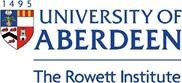 1495
UNIVERSITY OF
ABERDEEN
The Rowett Institute